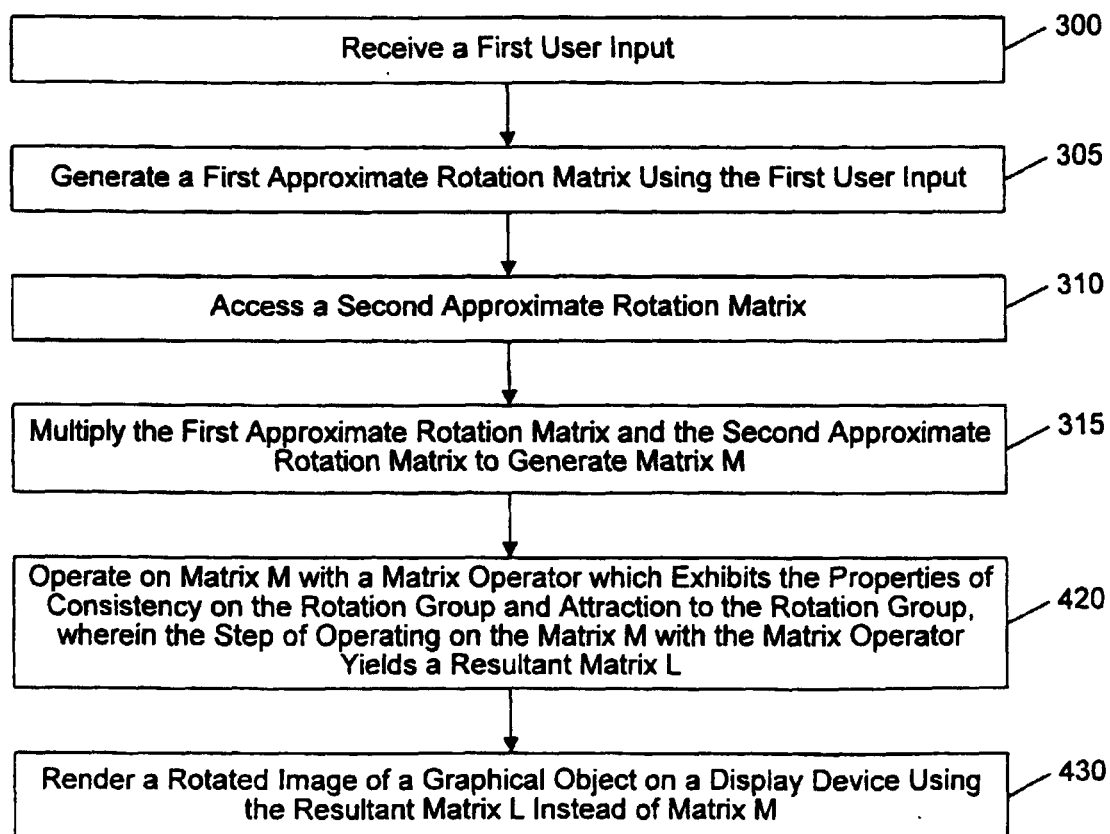 Receive a First User Input
300
Generate a First Approximate Rotation Matrix Using the First User Input
305
Access a Second Approximate Rotation Matrix
310
Multiply the First Approximate Rotation Matrix and the Second Approximate
Rotation Matrix to Generate Matrix M
315
Operate on Matrix M with a Matrix Operator which Exhibits the Properties of
Consistency on the Rotation Group and Attraction to the Rotation Group,
wherein the Step of Operating on the Matrix M with the Matrix Operator
Yields a Resultant Matrix L
420
Render a Rotated Image of a Graphical Object on a Display Device Using
the Resultant Matrix L Instead of Matrix M
430